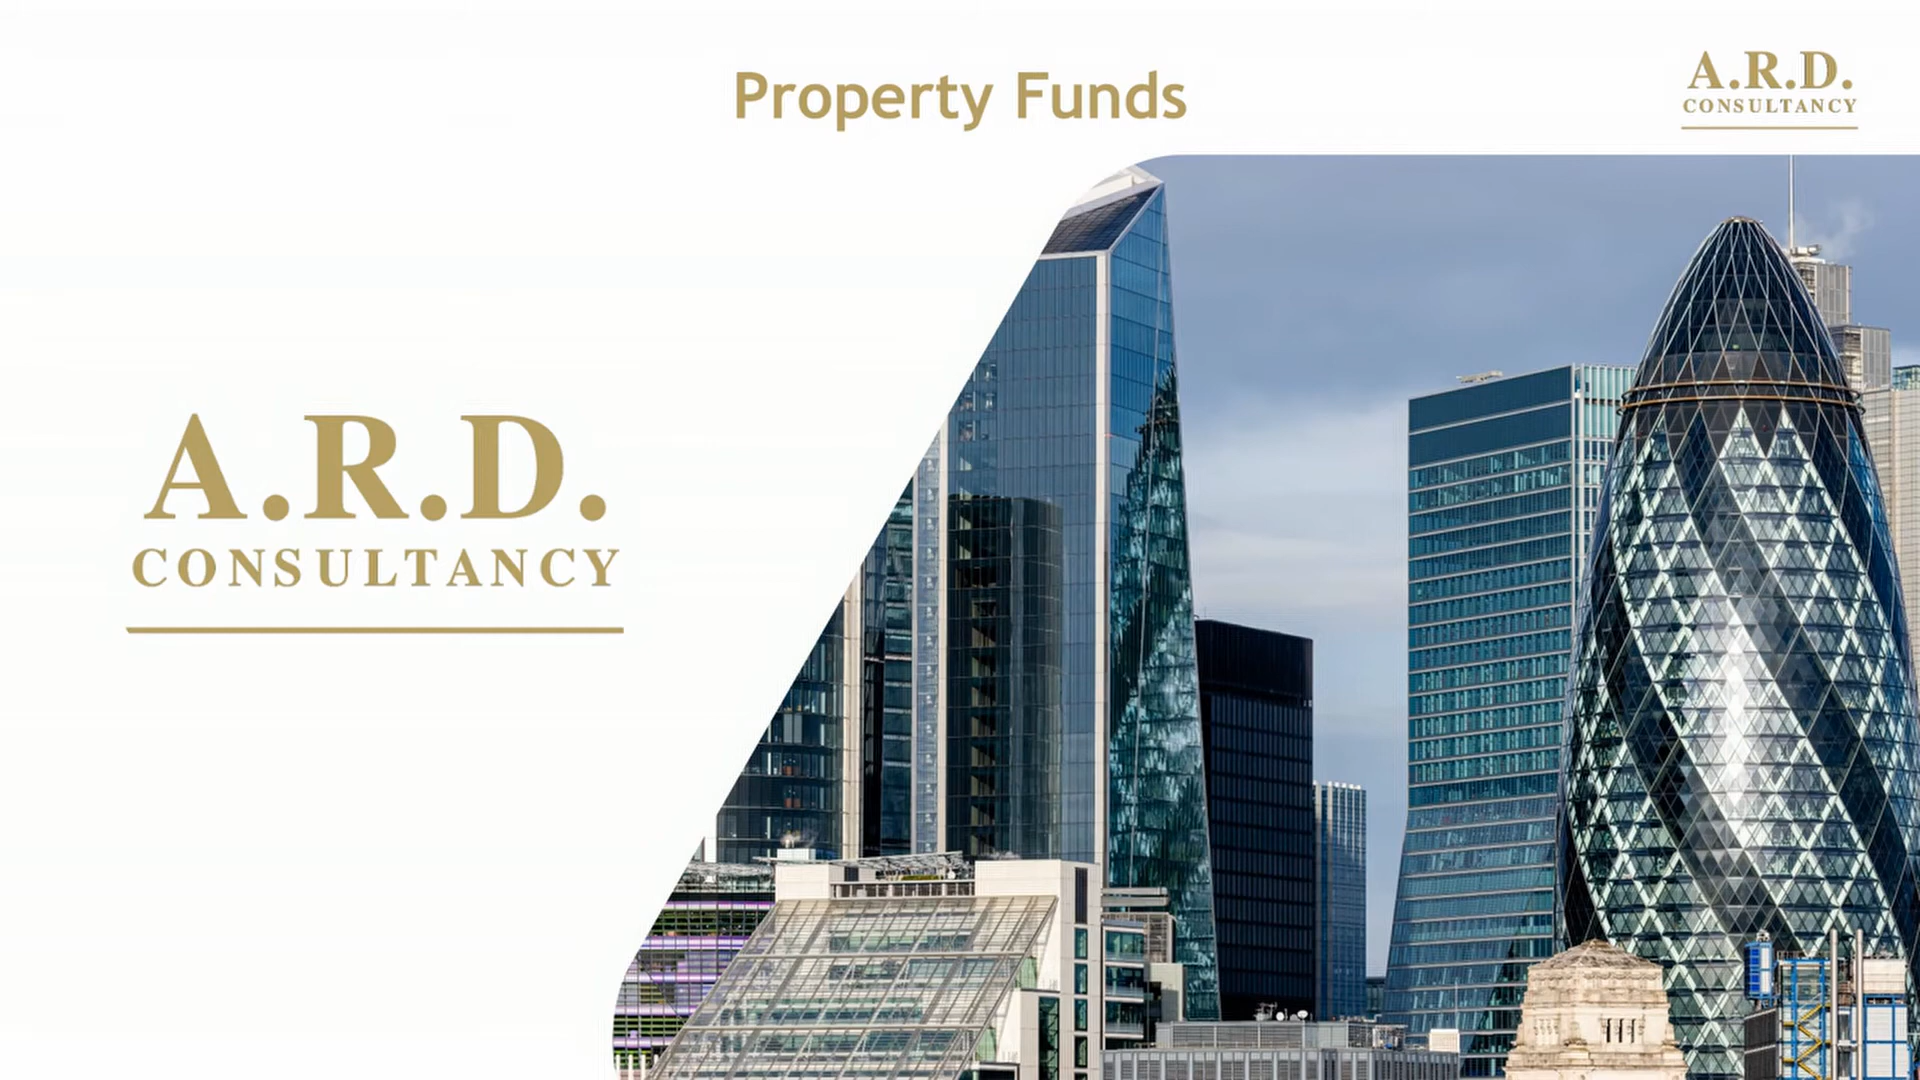 Property Funds
A.R.D.
CONSULTANCY
A.R.D.
CONSULTANCY